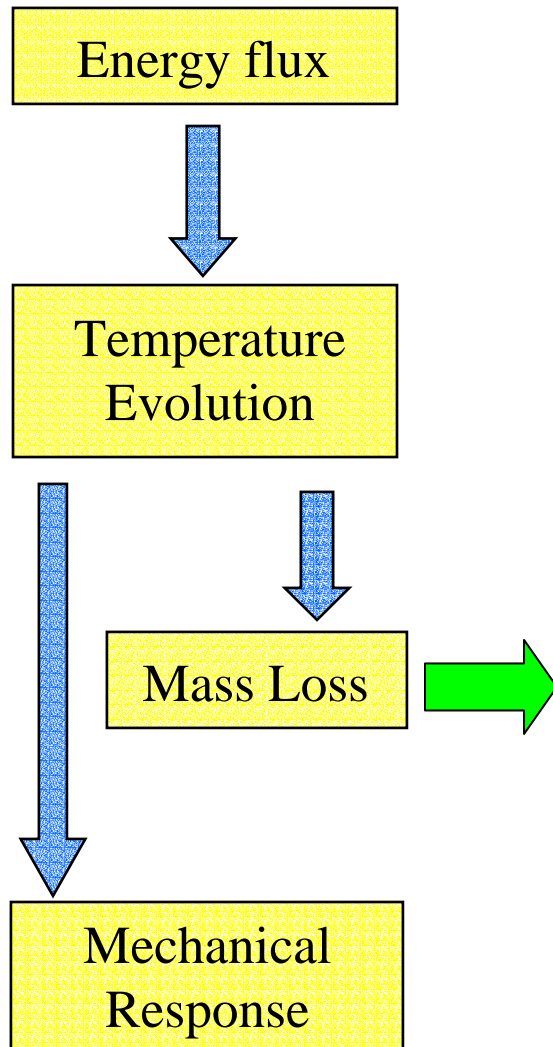 Energy flux
Temperature
Evolution
Mass Loss
Mechanical
Response